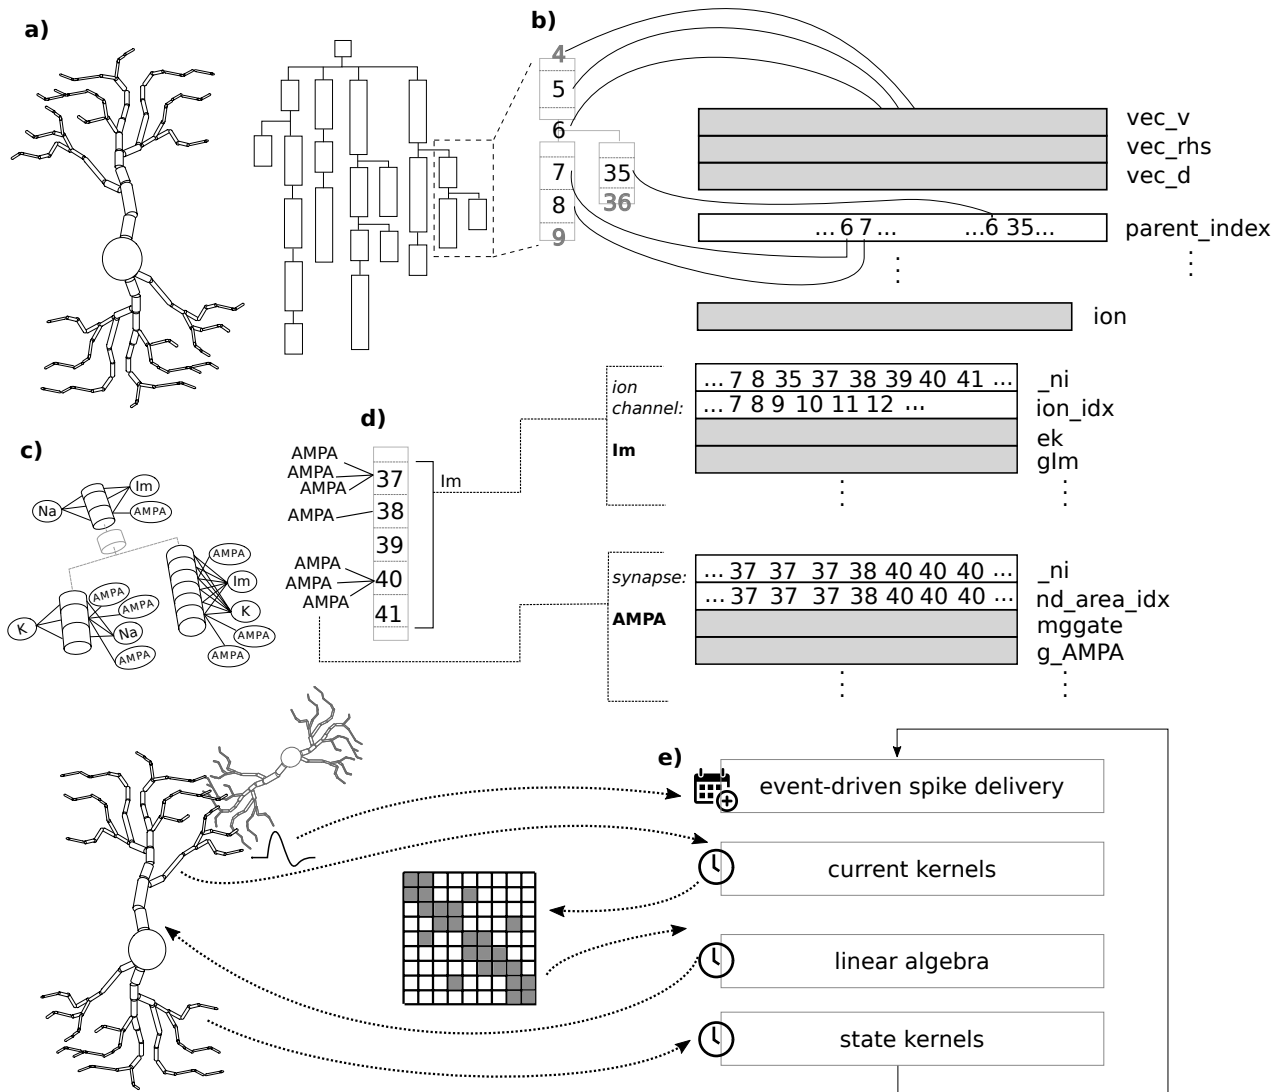 a)
b)
4
5
6
7
8
9
35
36
vec_v
vec_rhs
vec_d
...6 7... ...6 35...
parent_index
ion
ion
channel:
Im
... 7 8 35 37 38 39 40 41 ...
_ni
... 7 8 9 10 11 12 ...
ion_idx
ek
gIm
c)
Im
Na
AMPA
AMPA
Im
K
AMPA
AMPA
AMPA
AMPA
K
Na
AMPA
d)
AMPA
AMPA
AMPA
37
Im
AMPA
38
39
AMPA
AMPA
40
AMPA
41
synapse:
AMPA
... 37 37 37 38 40 40 40 ...
_ni
... 37 37 37 38 40 40 40 ...
nd_area_idx
mggate
g_AMPA
e)
event-driven spike delivery
current kernels
linear algebra
state kernels